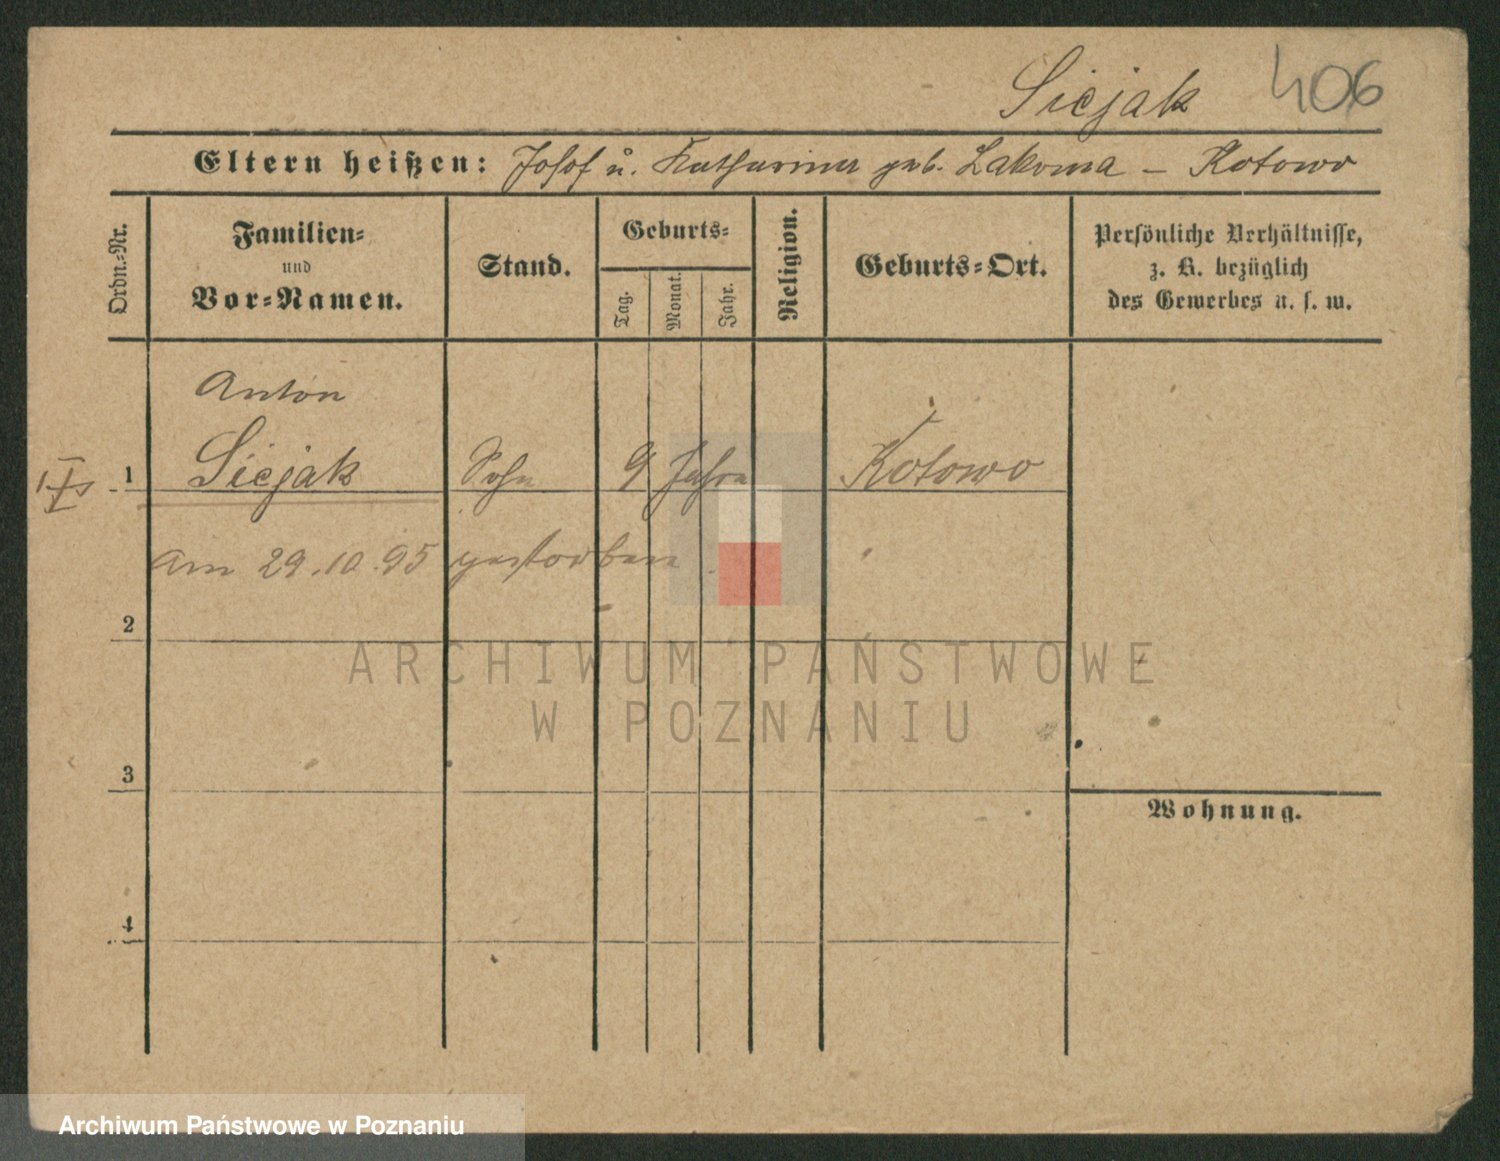 Sicjak 406
Eltern heißen: Josef u. Katharina geb. Lakoma – Kotowo
Ordn.-Nr.
Familien-
und
Vor-Namen.
Stand.
Geburts-
Tag.
Monat.
Jahr.
Religion.
Geburts-Ort.
Persönliche Verhältnisse,
z. B. bezüglich
des Gewerbes u. s. w.
Anton
1 Sicjak Sohn 9 Jahre Kotowo
am 29.10.95 gestorben
2
3
Wohnung.
4
ARCHIWUM PAŃSTWOWE
W POZNANIU
Archiwum Państwowe w Poznaniu